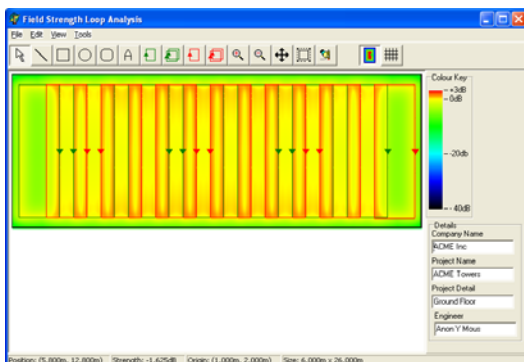 Field Strength Loop Analysis
File Edit View Tools
A
Colour Key
+3dB
0dB
-20db
-40dB
Details
Company Name
ACME Inc
Project Name
ACME Towers
Project Detail
Ground Floor
Engineer
Anon Y Mous
Position: (5.800m, 12.800m) Strength: -1.625dB Origin: (1.000m, 2.000m) Size: 6.000m x 26.000m